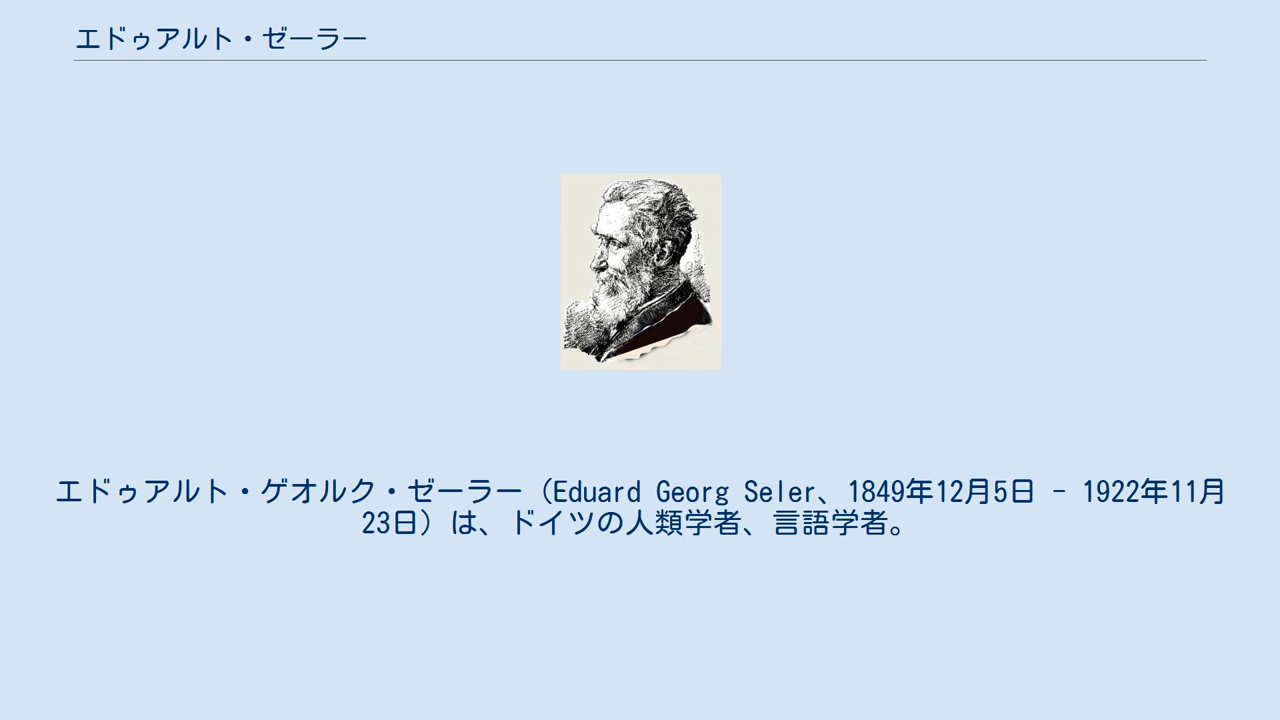 エドゥアルト・ゼーラー
エドゥアルト・ゲオルク・ゼーラー（Eduard Georg Seler、1849年12月5日 - 1922年11月
23日）は、ドイツの人類学者、言語学者。